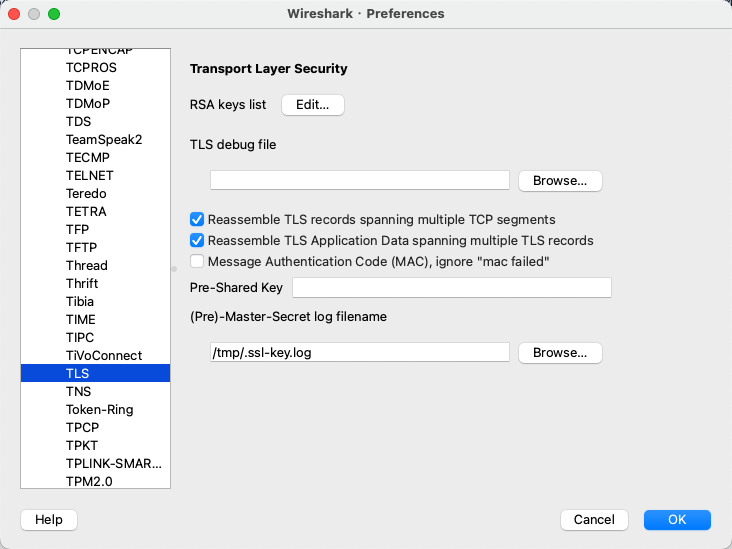 Wireshark · Preferences
TCPENCAP
TCPROS
TDMoE
TDMoP
TDS
TeamSpeak2
TECMP
TELNET
Teredo
TETRA
TFP
TFTP
Thread
Thrift
Tibia
TIME
TIPC
TiVoConnect
TLS
TNS
Token-Ring
TPCP
TPKT
TPLINK-SMAR...
TPM2.0
Transport Layer Security
RSA keys list Edit...
TLS debug file
Browse...
Reassemble TLS records spanning multiple TCP segments
Reassemble TLS Application Data spanning multiple TLS records
Message Authentication Code (MAC), ignore "mac failed"
Pre-Shared Key
(Pre)-Master-Secret log filename
/tmp/.ssl-key.log Browse...
Help Cancel OK